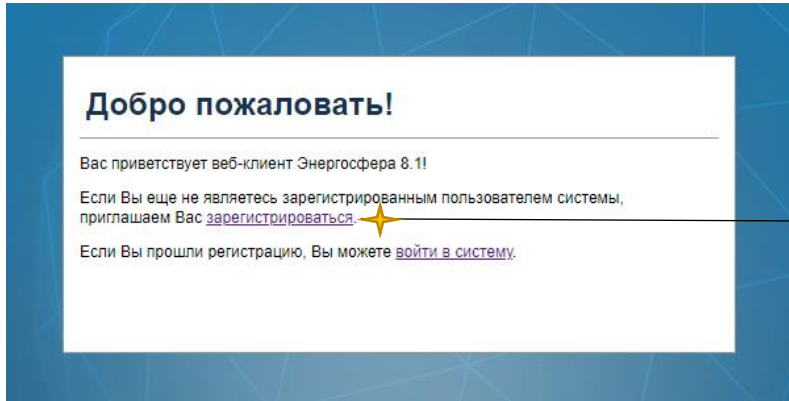 Добро пожаловать!
Вас приветствует веб-клиент Энергосфера 8.1!
Если Вы еще не являетесь зарегистрированным пользователем системы,
приглашаем Вас зарегистрироваться.
Если Вы прошли регистрацию, Вы можете войти в систему.